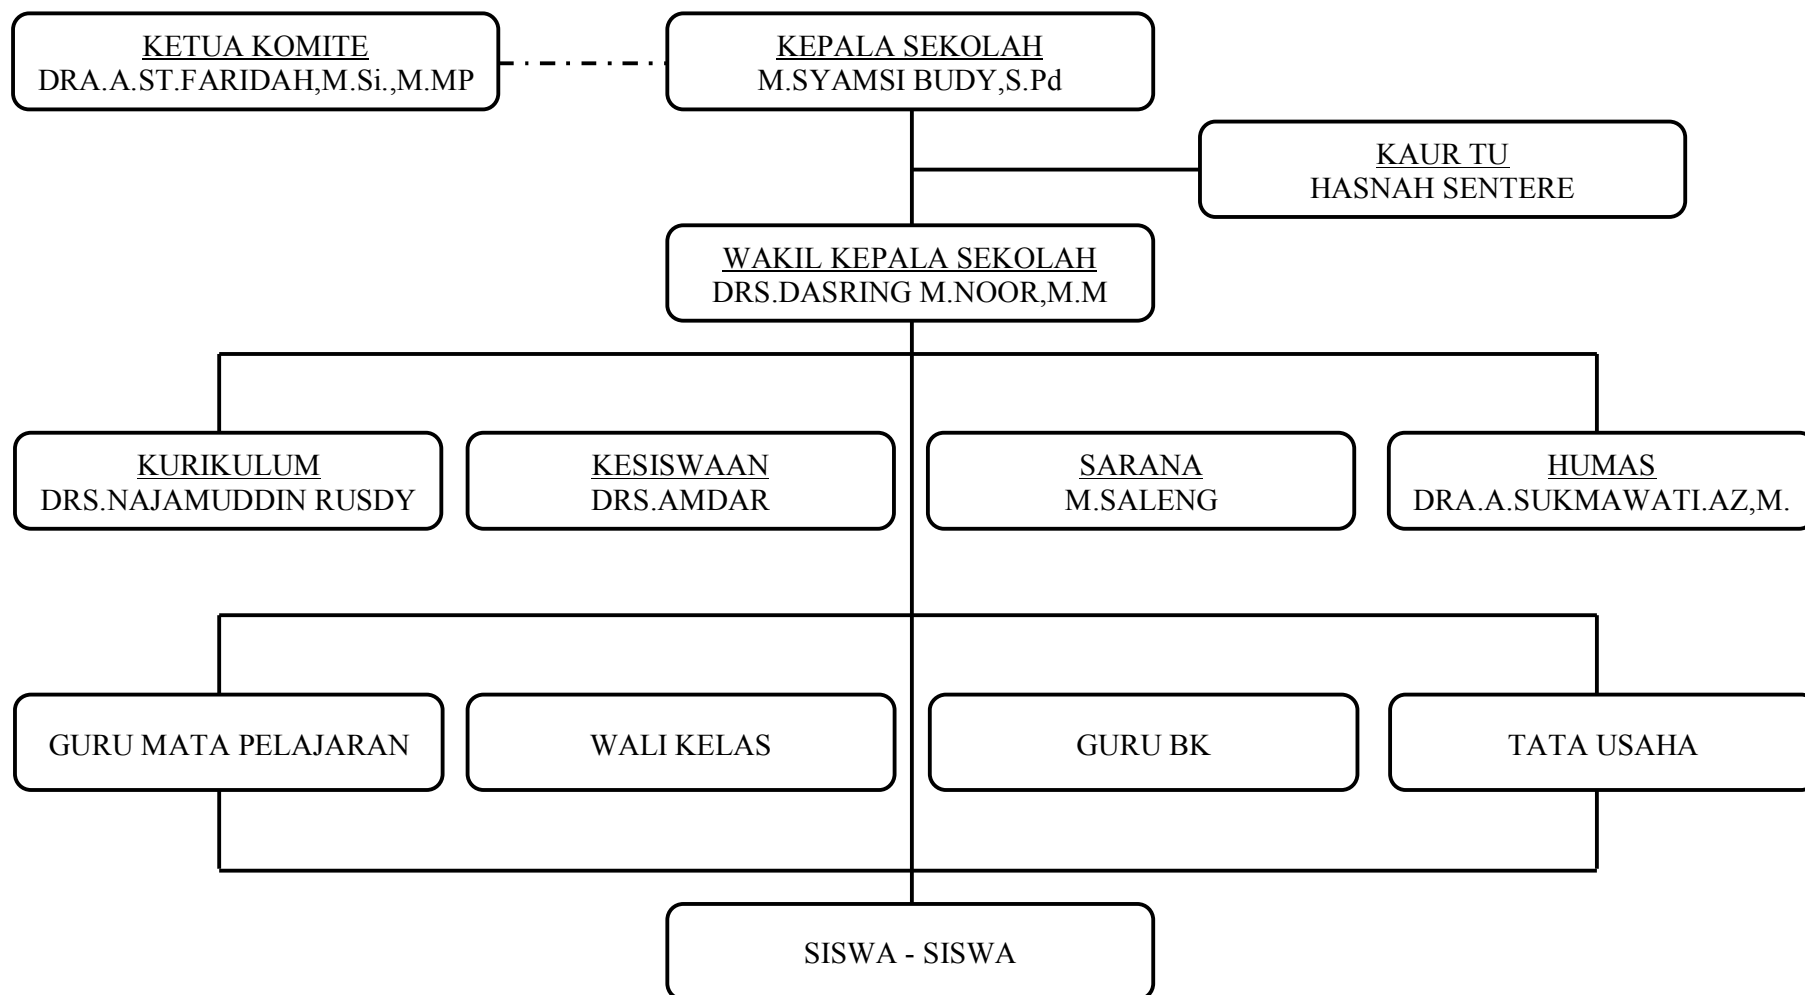 KETUA KOMITE
DRA.A.ST.FARIDAH,M.Si.,M.MP
KEPALA SEKOLAH
M.SYAMSI BUDY,S.Pd
KAUR TU
HASNAH SENTERE
WAKIL KEPALA SEKOLAH
DRS.DASRING M.NOOR,M.M
KURIKULUM
DRS.NAJAMUDDIN RUSDY
KESISWAAN
DRS.AMDAR
SARANA
M.SALENG
HUMAS
DRA.A.SUKMAWATI.AZ,M.
GURU MATA PELAJARAN
WALI KELAS
GURU BK
TATA USAHA
SISWA - SISWA